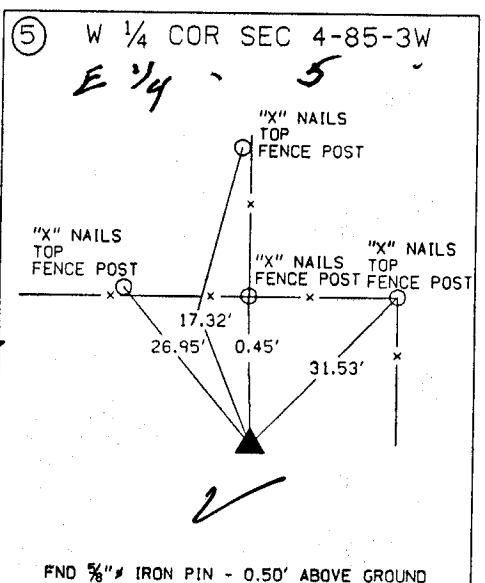 5 W 1/4 COR SEC 4-85-3W
E 1/4 " 5 "
"X" NAILS
TOP
FENCE POST
"X" NAILS
TOP
FENCE POST
"X" NAILS
FENCE POST
"X" NAILS
TOP
FENCE POST
17.32'
26.95'
0.45'
31.53'
FND 5/8"ø IRON PIN - 0.50' ABOVE GROUND